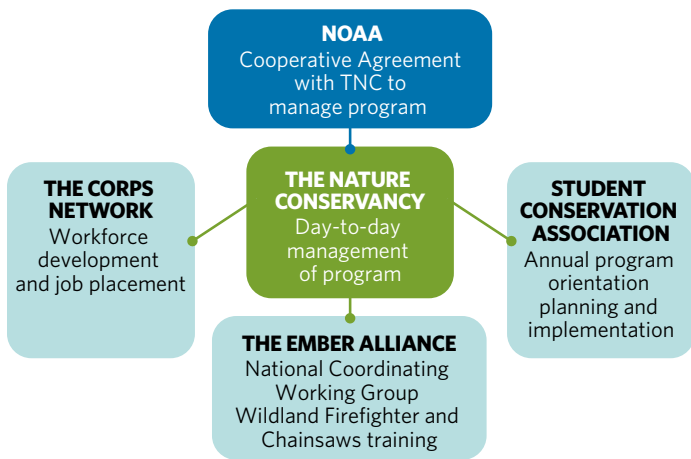 NOAA
Cooperative Agreement
with TNC to
manage program
THE CORPS
NETWORK
Workforce
development
and job placement
THE NATURE
CONSERVANCY
Day-to-day
management
of program
STUDENT
CONSERVATION
ASSOCIATION
Annual program
orientation
planning and
implementation
THE EMBER ALLIANCE
National Coordinating
Working Group
Wildland Firefighter and
Chainsaws training